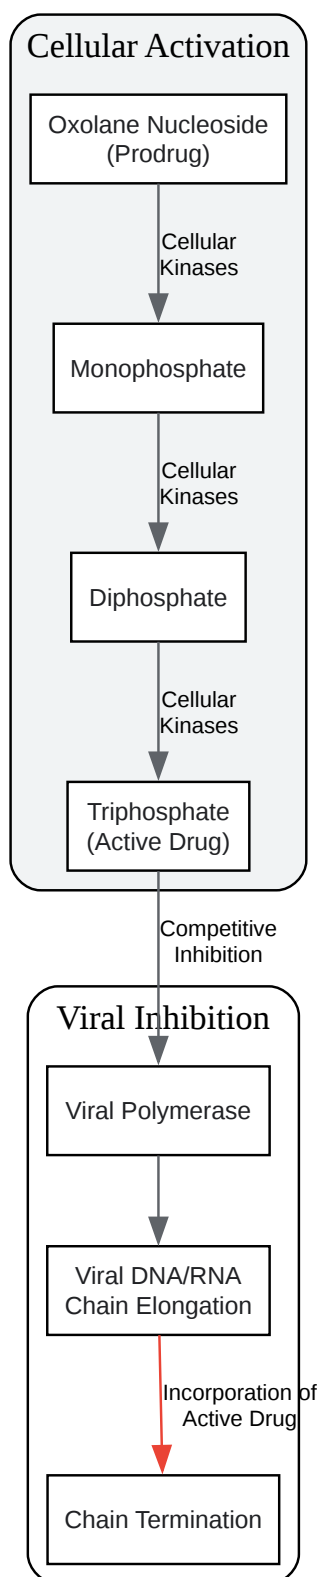 Cellular Activation
Oxolane Nucleoside
(Prodrug)
Cellular
Kinases
Monophosphate
Cellular
Kinases
Diphosphate
Cellular
Kinases
Triphosphate
(Active Drug)
Competitive
Inhibition
Viral Inhibition
Viral Polymerase
Viral DNA/RNA
Chain Elongation
Incorporation of
Active Drug
Chain Termination